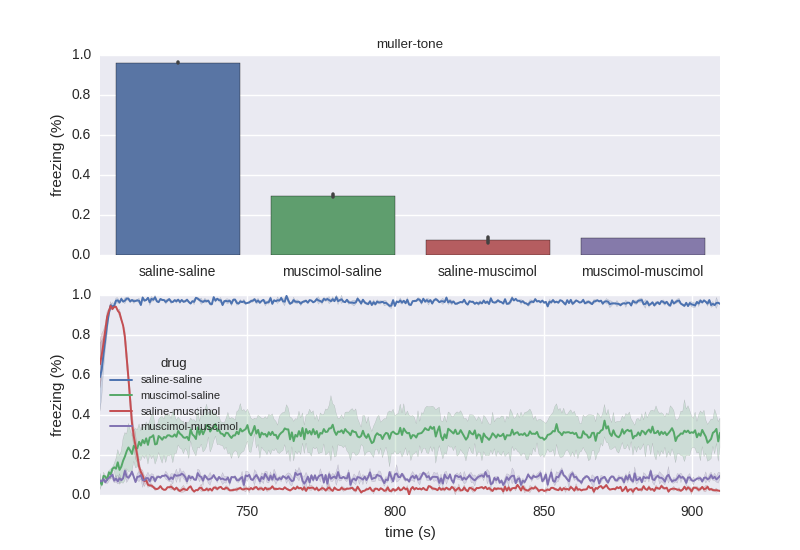 muller-tone
1.0
0.8
0.6
0.4
0.2
0.0
freezing (%)
saline-saline muscimol-saline saline-muscimol muscimol-muscimol
1.0
0.8
0.6
0.4
0.2
0.0
freezing (%)
drug
saline-saline
muscimol-saline
saline-muscimol
muscimol-muscimol
750 800 850 900
time (s)